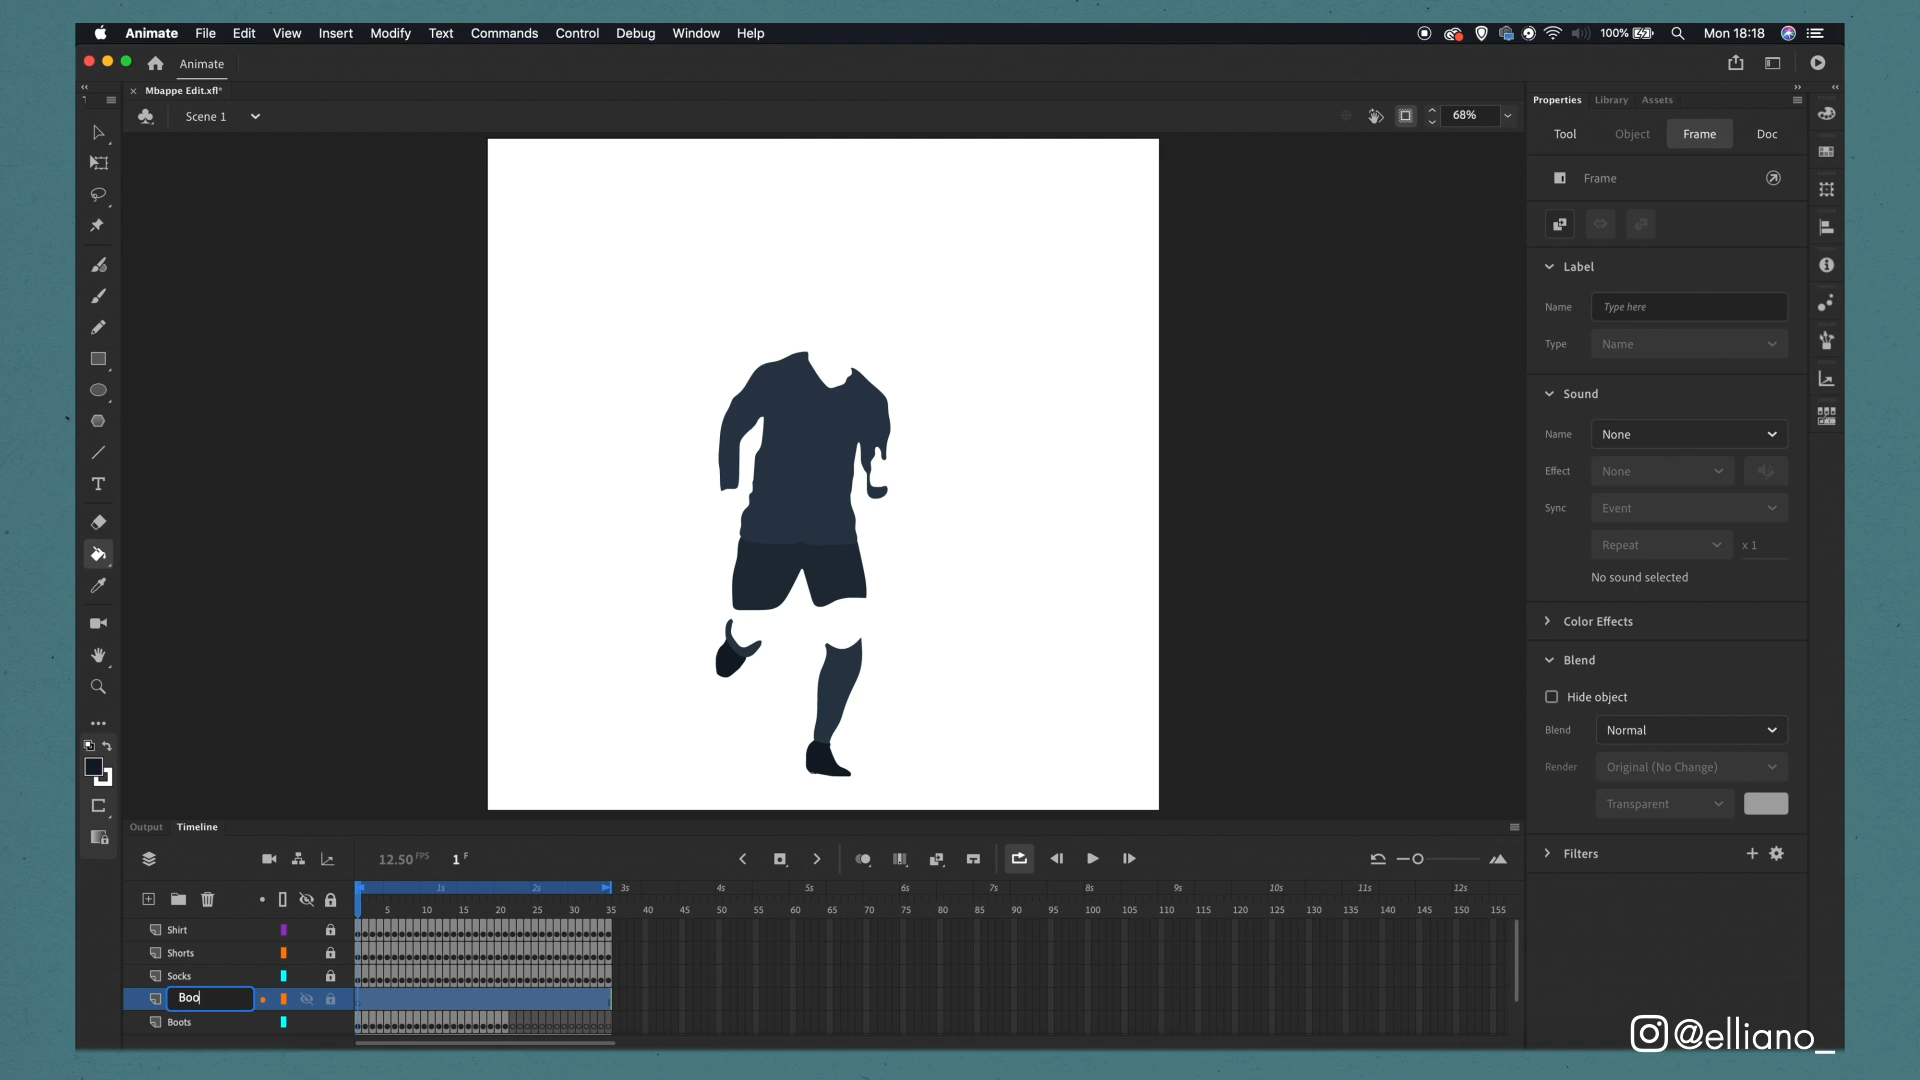 Animate File Edit View Insert Modify Text Commands Control Debug Window Help 100% Mon 18:18
Animate
Mbappe Edit.xfl*
Properties Library Assets
Scene 1
68%
Tool Object Frame Doc
Frame
Label
Name Type here
Type Name
Sound
Name None
Effect None
Sync Event
Repeat x 1
No sound selected
Color Effects
Blend
Hide object
Blend Normal
Render Original (No Change)
Transparent
Filters
Output Timeline
12.50 FPS 1 F
1s 2s 3s 4s 5s 6s 7s 8s 9s 10s 11s 12s
5 10 15 20 25 30 35 40 45 50 55 60 65 70 75 80 85 90 95 100 105 110 115 120 125 130 135 140 145 150 155
Shirt
Shorts
Socks
Boo
Boots
@elliano_